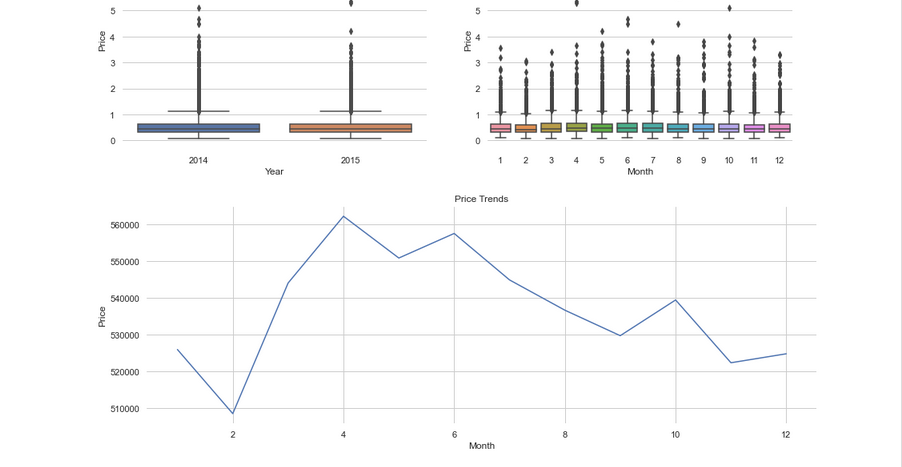 5
4
3
2
1
0
Price
2014 2015
Year
5
4
3
2
1
0
Price
1 2 3 4 5 6 7 8 9 10 11 12
Month
Price Trends
560000
550000
540000
530000
520000
510000
Price
2 4 6 8 10 12
Month